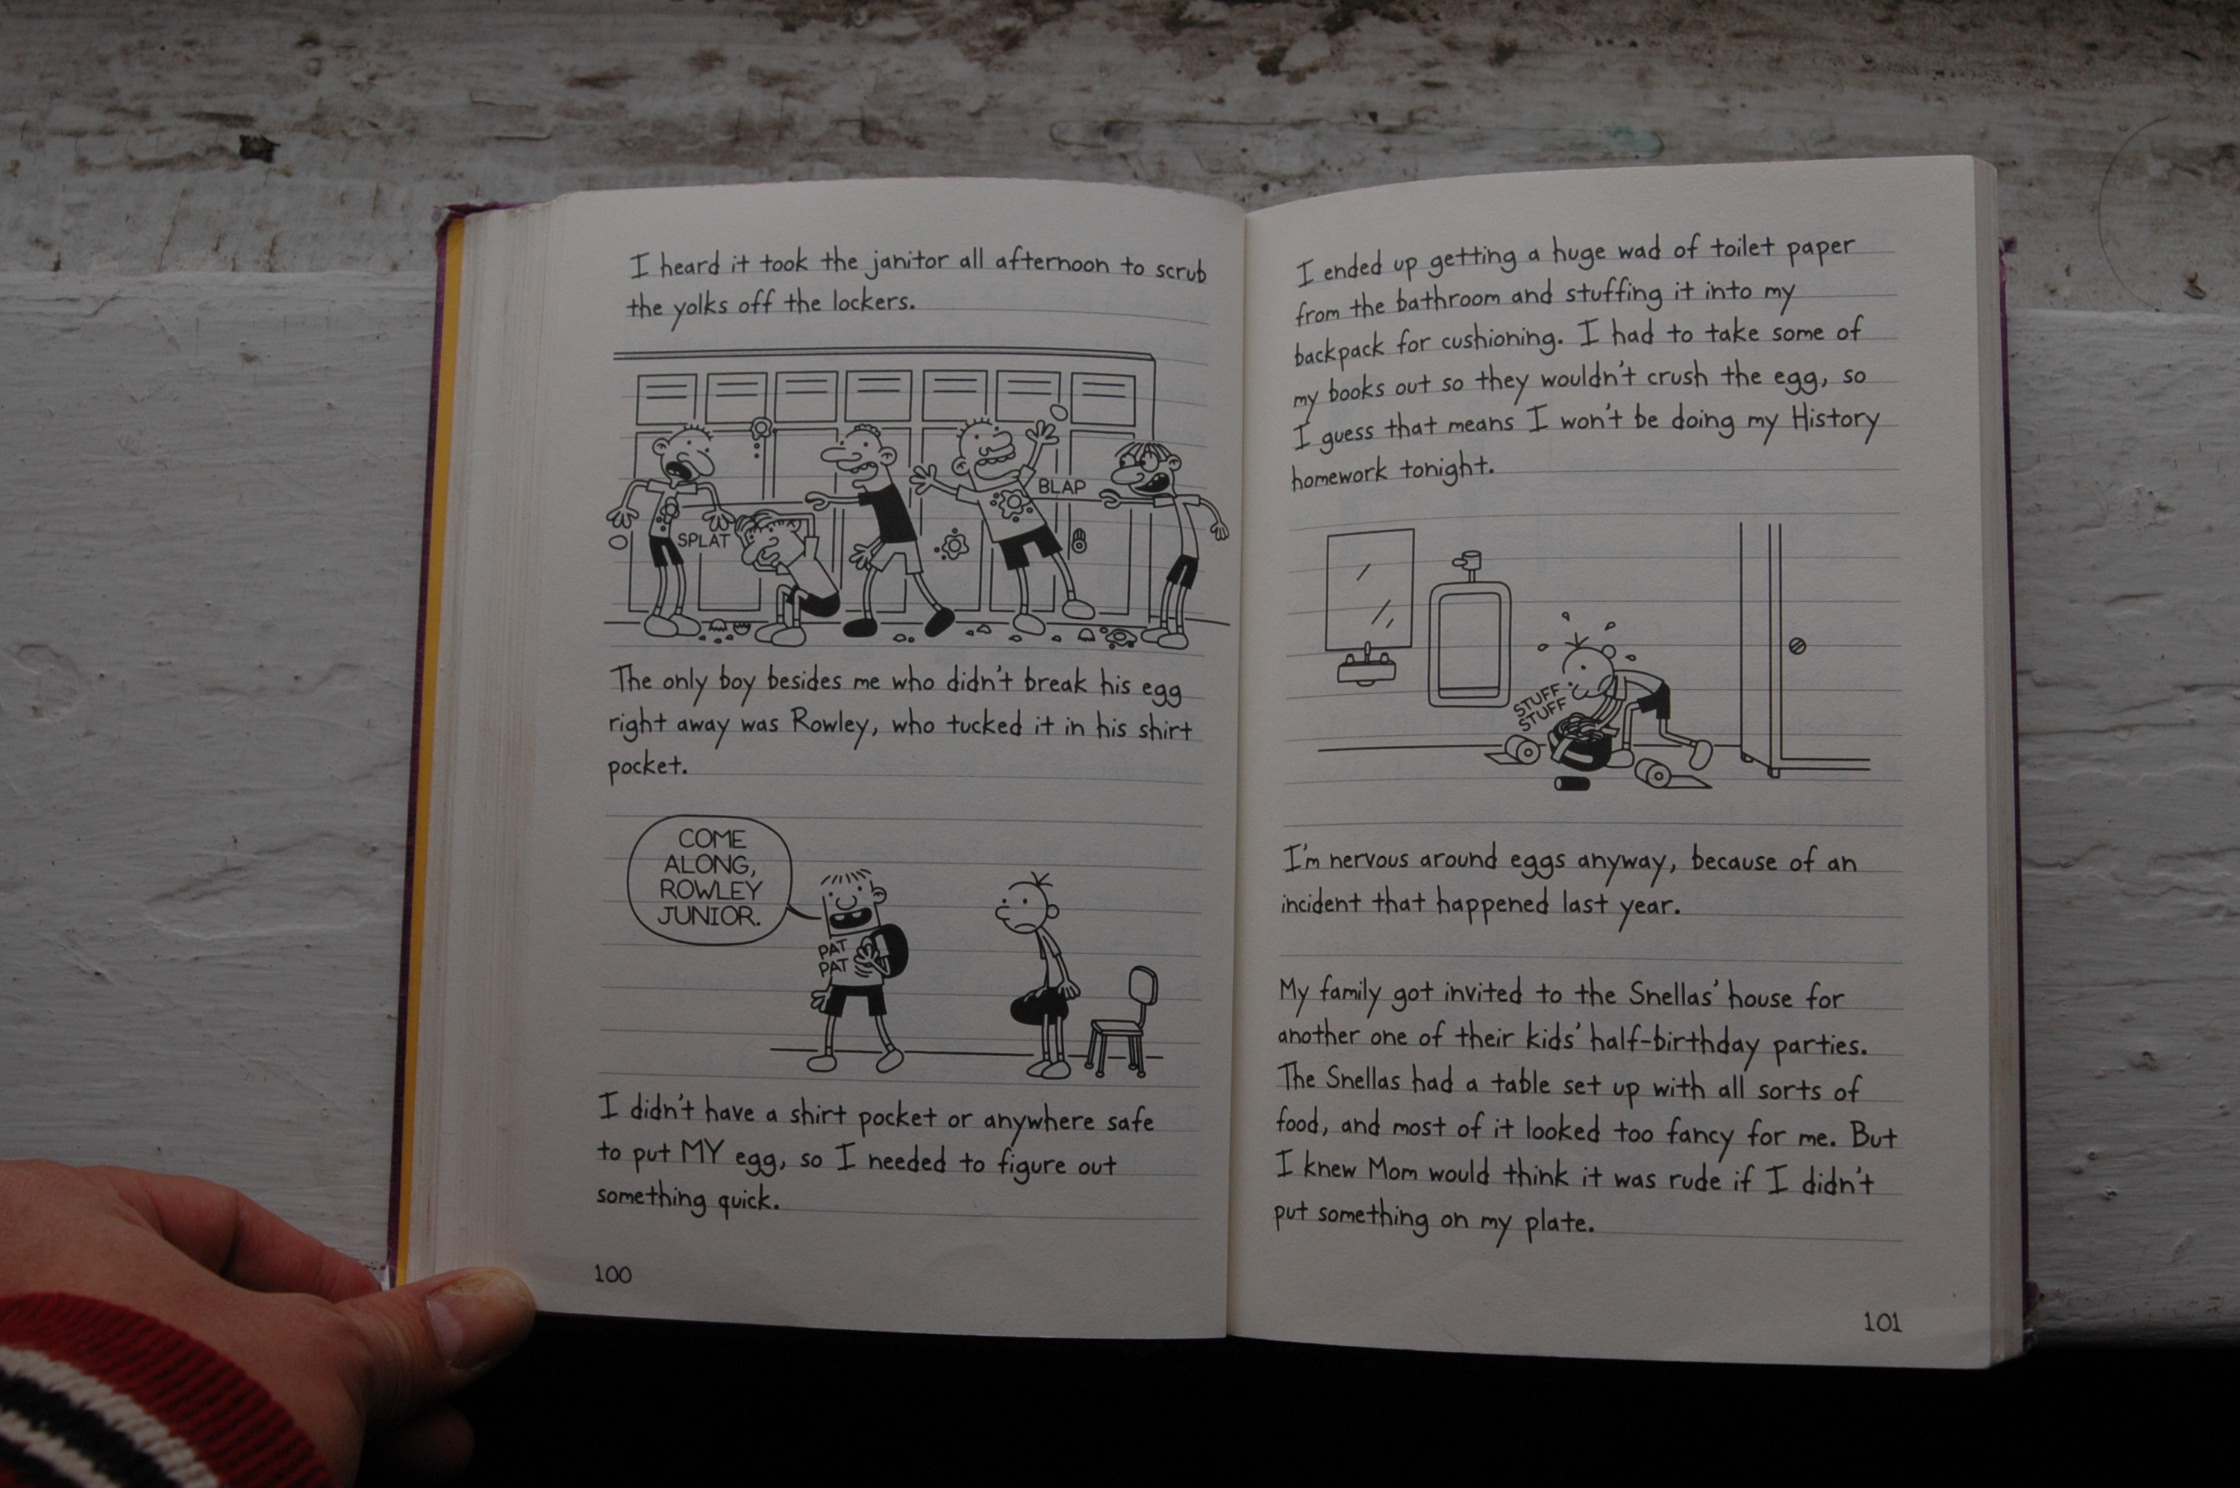 I heard it took the janitor all afternoon to scrub
the yolks off the lockers.
SPLAT
BLAP
The only boy besides me who didn't break his egg
right away was Rowley, who tucked it in his shirt
pocket.
COME
ALONG,
ROWLEY
JUNIOR.
PAT
PAT
I didn't have a shirt pocket or anywhere safe
to put MY egg, so I needed to figure out
something quick.
100
I ended up getting a huge wad of toilet paper
from the bathroom and stuffing it into my
backpack for cushioning. I had to take some of
my books out so they wouldn't crush the egg, so
I guess that means I won't be doing my History
homework tonight.
STUFF
STUFF
I'm nervous around eggs anyway, because of an
incident that happened last year.
My family got invited to the Snellas' house for
another one of their kids' half-birthday parties.
The Snellas had a table set up with all sorts of
food, and most of it looked too fancy for me. But
I knew Mom would think it was rude if I didn't
put something on my plate.
101